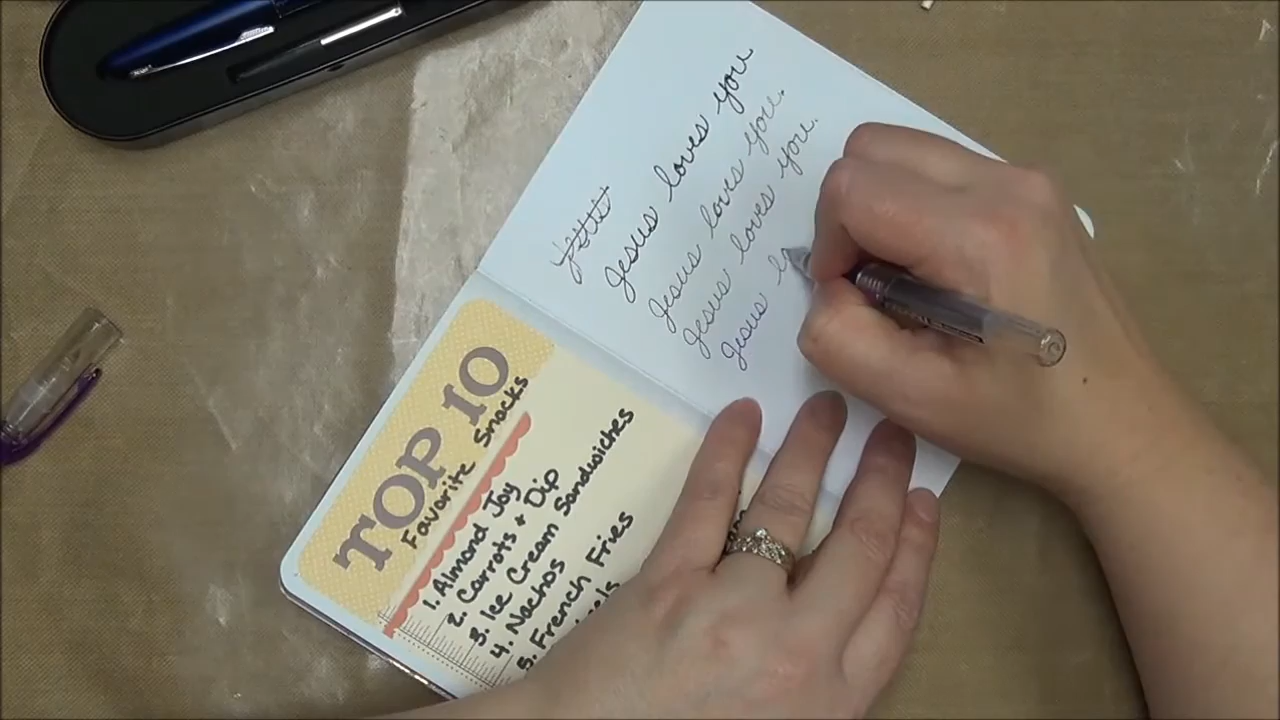 Jesus loves you
Jesus loves you.
Jesus loves you.
Jesus
TOP 10
Favorite Snacks
1. Almond Joy
2. Carrots + Dip
3. Ice Cream Sandwiches
4. Nachos
5. French Fries